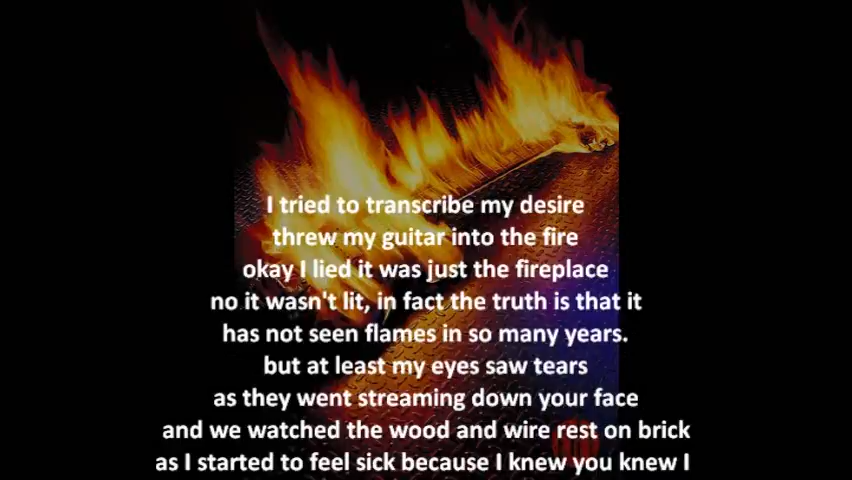 I tried to transcribe my desire
threw my guitar into the fire
okay I lied it was just the fireplace
no it wasn't lit, in fact the truth is that it
has not seen flames in so many years.
but at least my eyes saw tears
as they went streaming down your face
and we watched the wood and wire rest on brick
as I started to feel sick because I knew you knew I